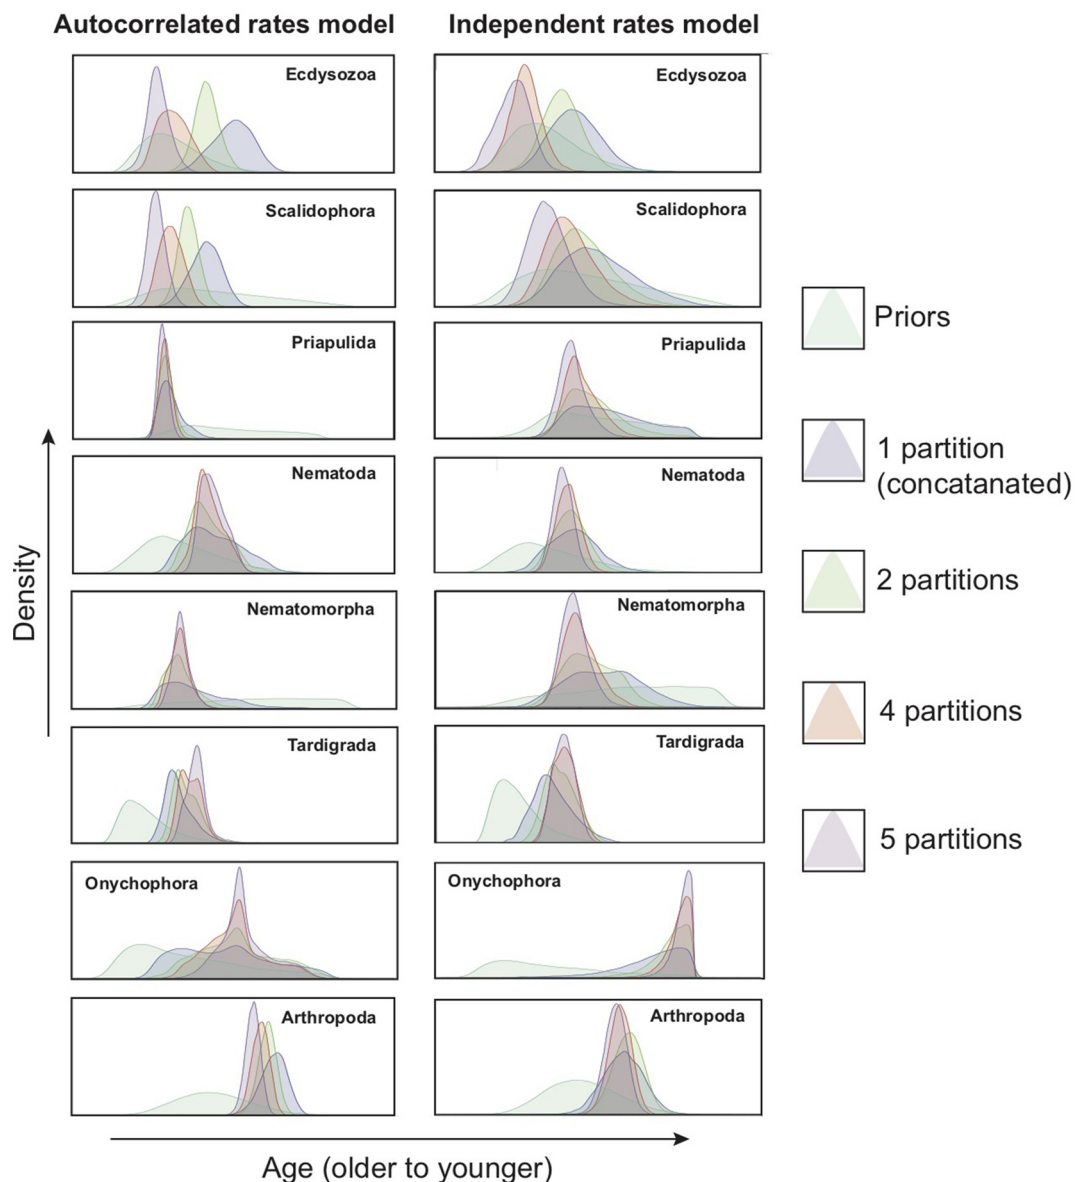 Autocorrelated rates model
Independent rates model
Ecdysozoa
Ecdysozoa
Scalidophora
Scalidophora
Priapulida
Priapulida
Nematoda
Nematoda
Nematomorpha
Nematomorpha
Tardigrada
Tardigrada
Onychophora
Onychophora
Arthropoda
Arthropoda
Density
Age (older to younger)
Priors
1 partition
(concatanated)
2 partitions
4 partitions
5 partitions